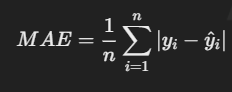 MAE = \frac{1}{n} \sum_{i=1}^{n} |y_i - \hat{y}_i|